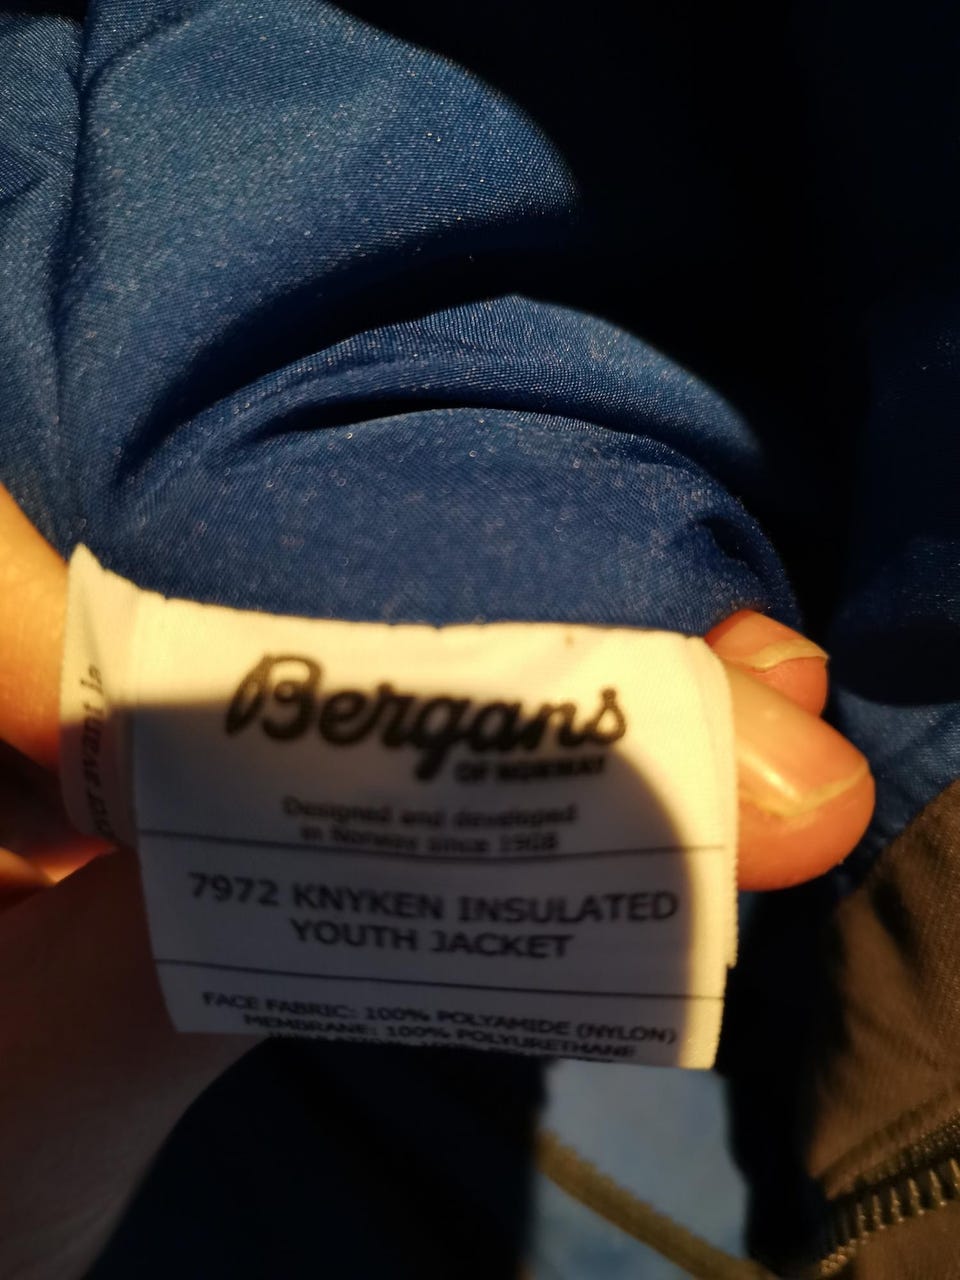 Bergans
OF NORWAY
Designed and developed
in Norway since 1908
7972 KNYKEN INSULATED
YOUTH JACKET
FACE FABRIC: 100% POLYAMIDE (NYLON)
MEMBRANE: 100% POLYURETHANE